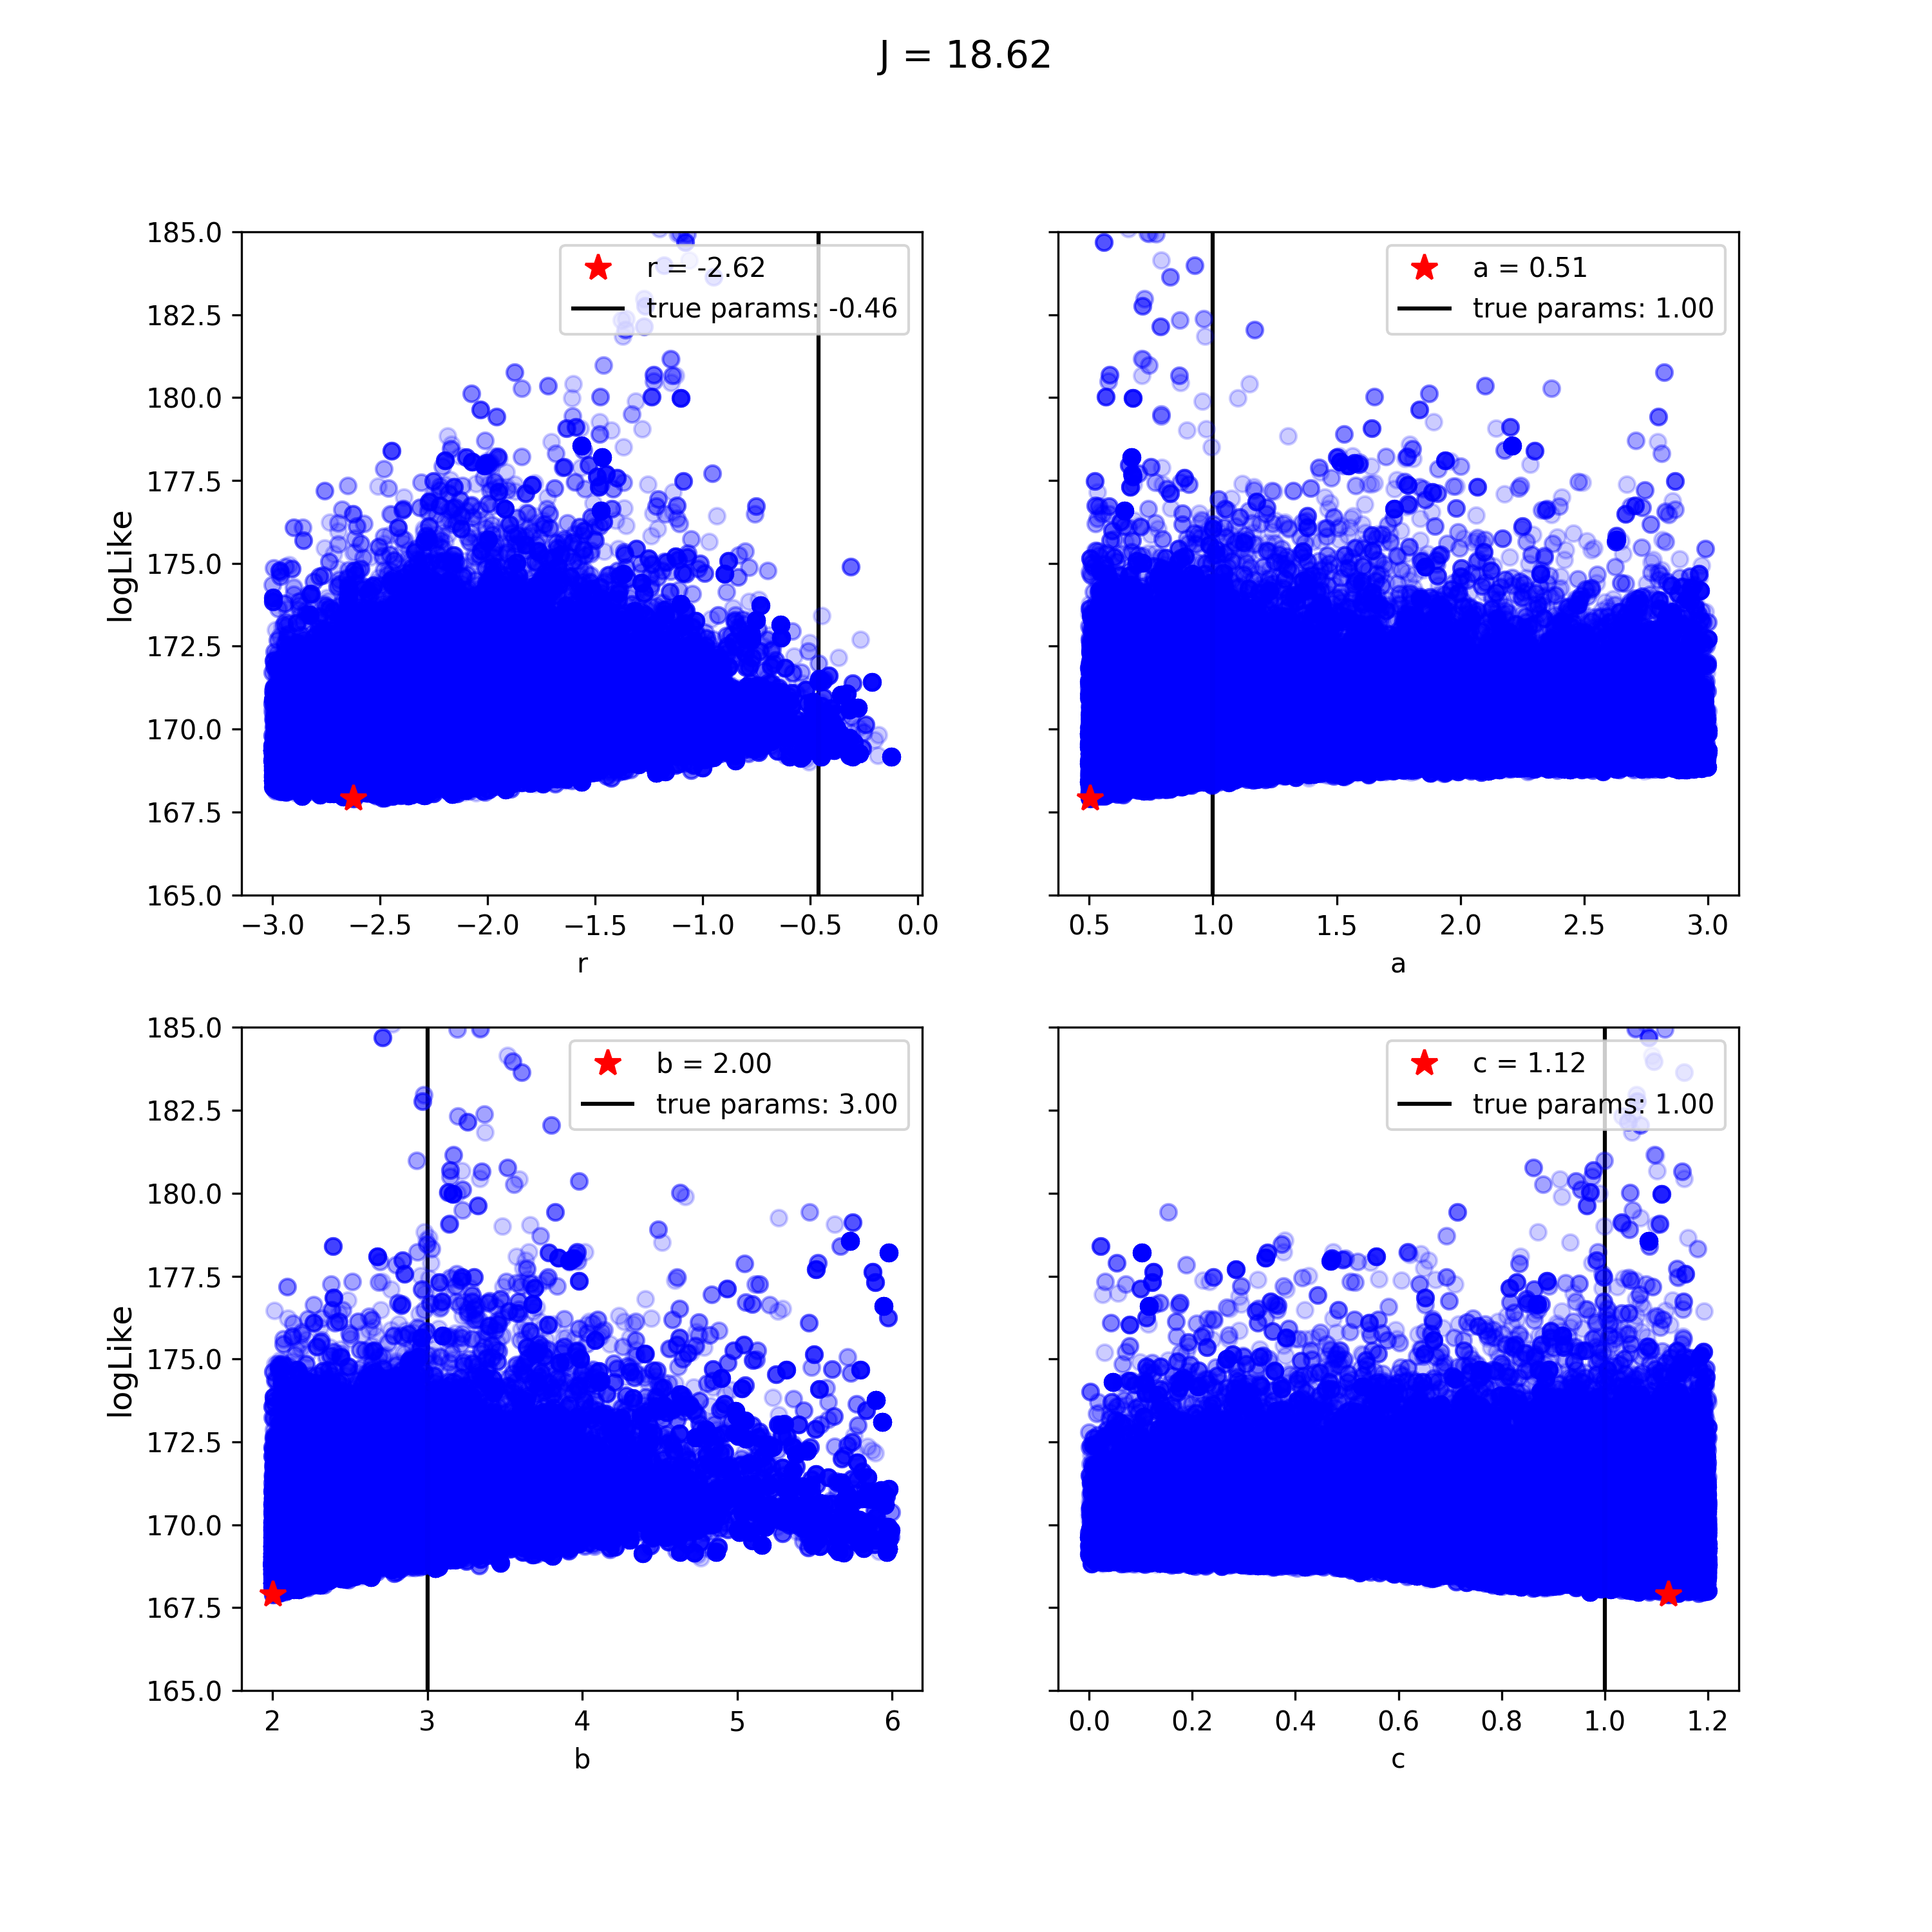 J = 18.62
185.0
182.5
180.0
177.5
175.0
172.5
170.0
167.5
165.0
logLike
r = -2.62
true params: -0.46
−3.0 −2.5 −2.0 −1.5 −1.0 −0.5 0.0
r
a = 0.51
true params: 1.00
0.5 1.0 1.5 2.0 2.5 3.0
a
185.0
182.5
180.0
177.5
175.0
172.5
170.0
167.5
165.0
logLike
b = 2.00
true params: 3.00
2 3 4 5 6
b
c = 1.12
true params: 1.00
0.0 0.2 0.4 0.6 0.8 1.0 1.2
c